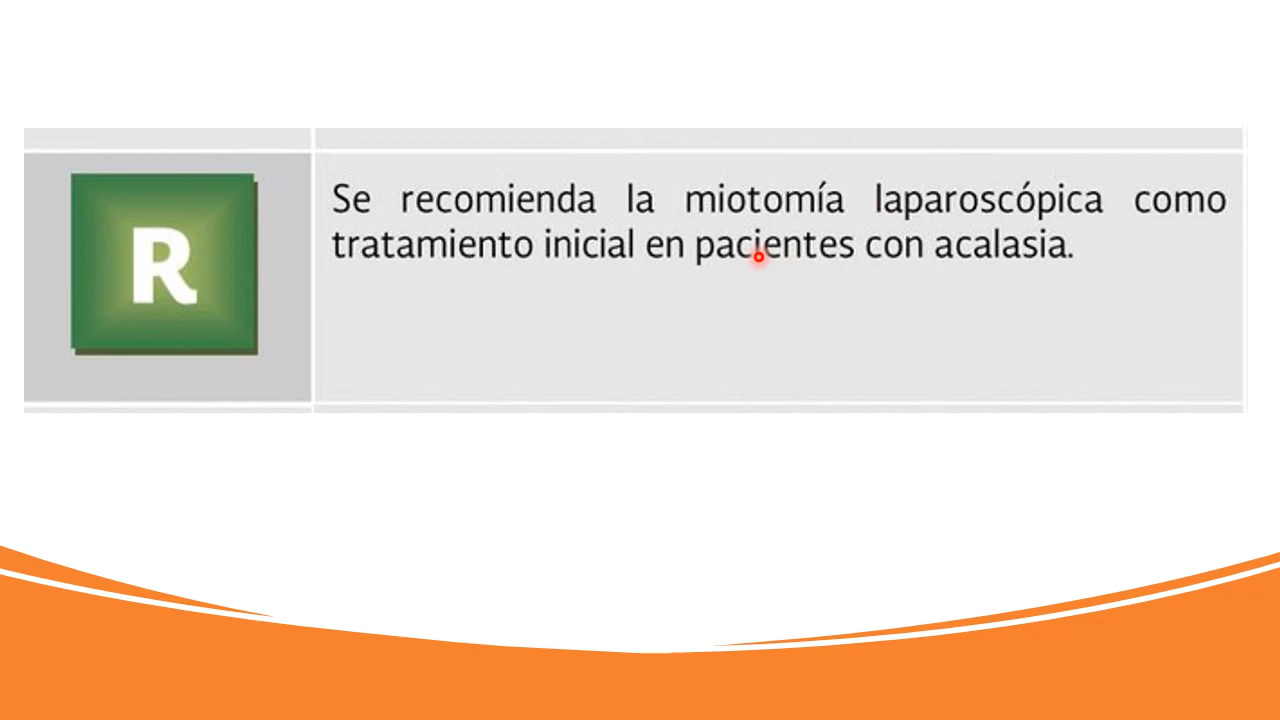 R
Se recomienda la miotomía laparoscópica como
tratamiento inicial en pacientes con acalasia.